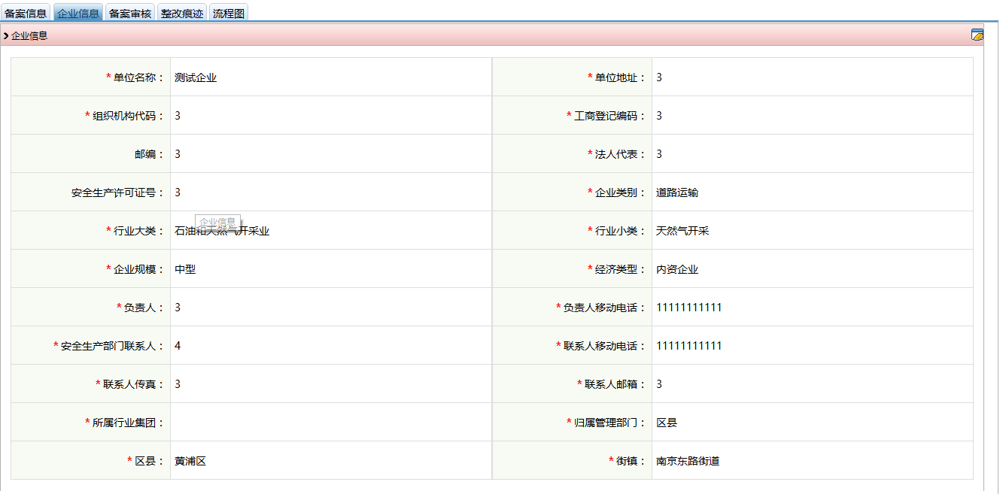 备案信息 企业信息 备案审核 整改痕迹 流程图
企业信息
*单位名称： 测试企业 *单位地址： 3
*组织机构代码： 3 *工商登记编码： 3
邮编： 3 *法人代表： 3
安全生产许可证号： 3 *企业类别： 道路运输
企业信息
*行业大类： 石油和天然气开采业 *行业小类： 天然气开采
*企业规模： 中型 *经济类型： 内资企业
*负责人： 3 *负责人移动电话： 11111111111
*安全生产部门联系人： 4 *联系人移动电话： 11111111111
*联系人传真： 3 *联系人邮箱： 3
*所属行业集团： *归属管理部门： 区县
*区县： 黄浦区 *街镇： 南京东路街道